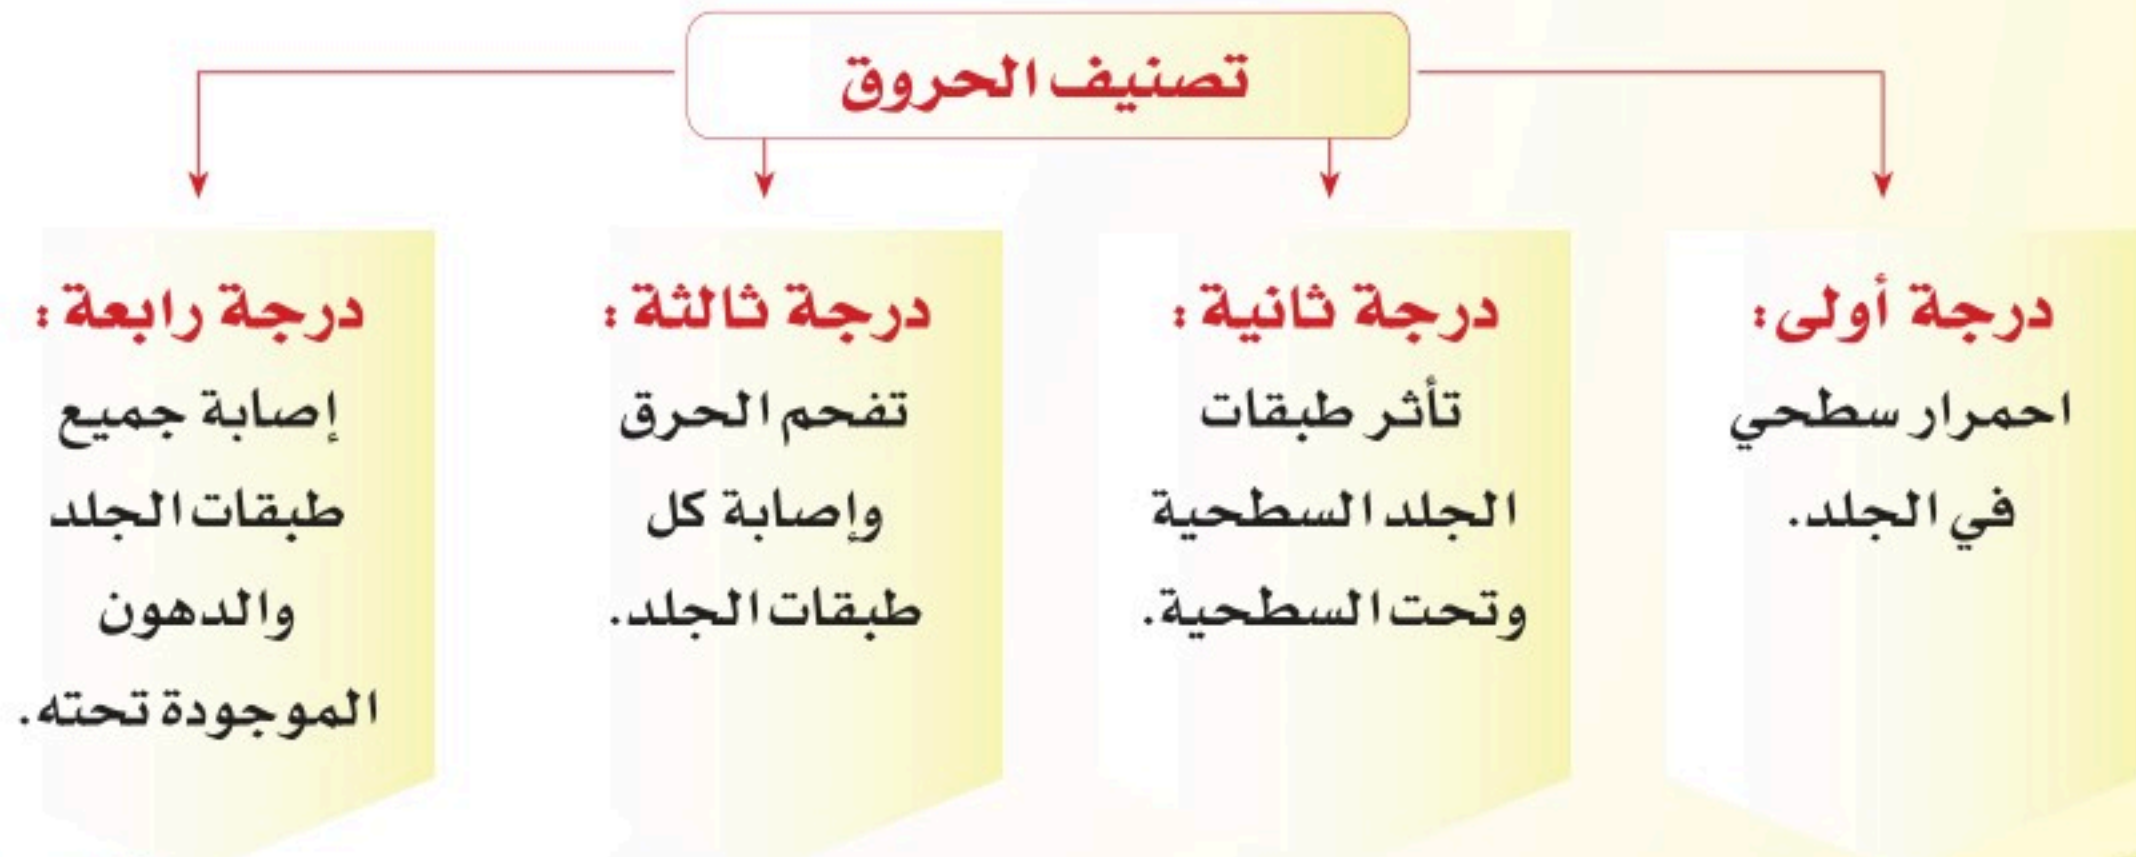 تصنيف الحروق
درجة أولى:
احمرار سطحي
في الجلد.
درجة ثانية:
تأثر طبقات
الجلد السطحية
وتحت السطحية.
درجة ثالثة:
تفحم الحرق
وإصابة كل
طبقات الجلد.
درجة رابعة:
إصابة جميع
طبقات الجلد
والدهون
الموجودة تحته.